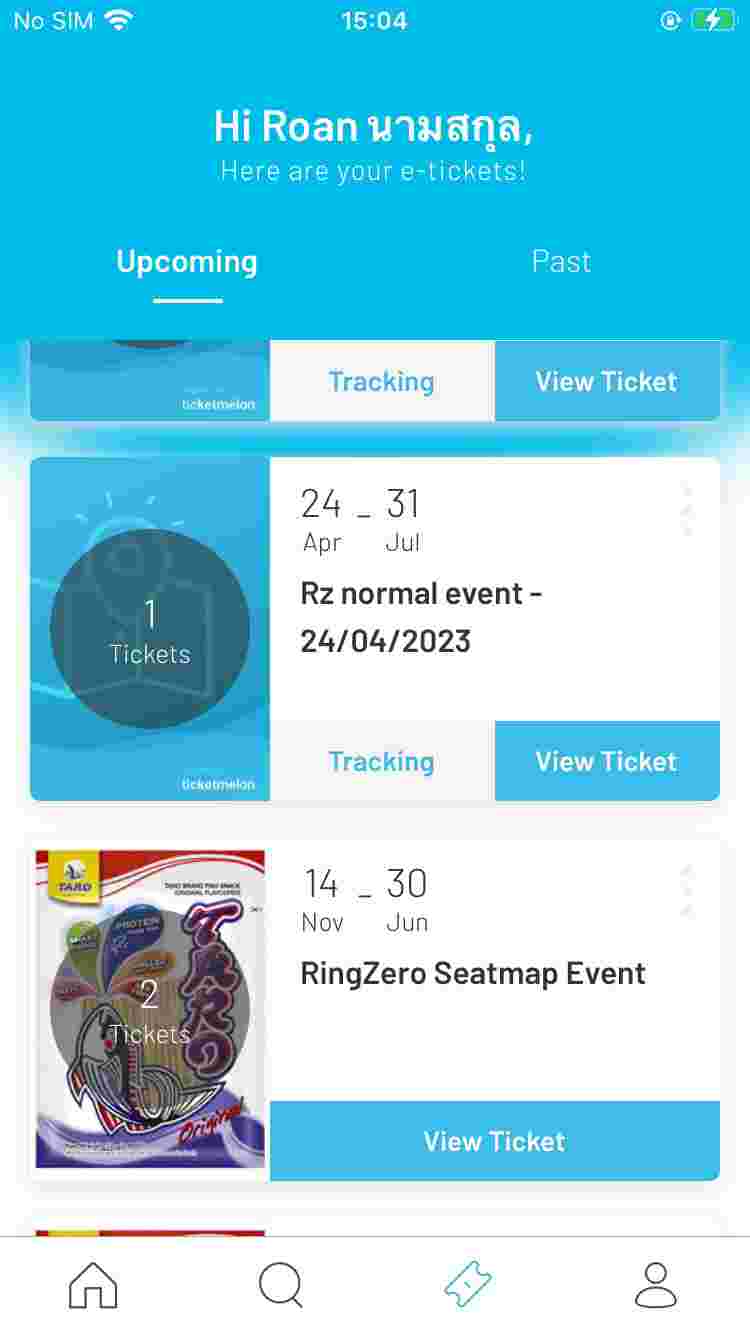 No SIM
15:04
Hi Roan นามสกุล,
Here are your e-tickets!
Upcoming
Past
ticketmelon
Tracking
View Ticket
24 - 31
Apr Jul
Rz normal event -
24/04/2023
1
Tickets
ticketmelon
Tracking
View Ticket
14 - 30
Nov Jun
RingZero Seatmap Event
TARO
TARO BRAND FISH SNACK
ORIGINAL FLAVOURED
PROTEIN
TARO
2
Tickets
Original
View Ticket